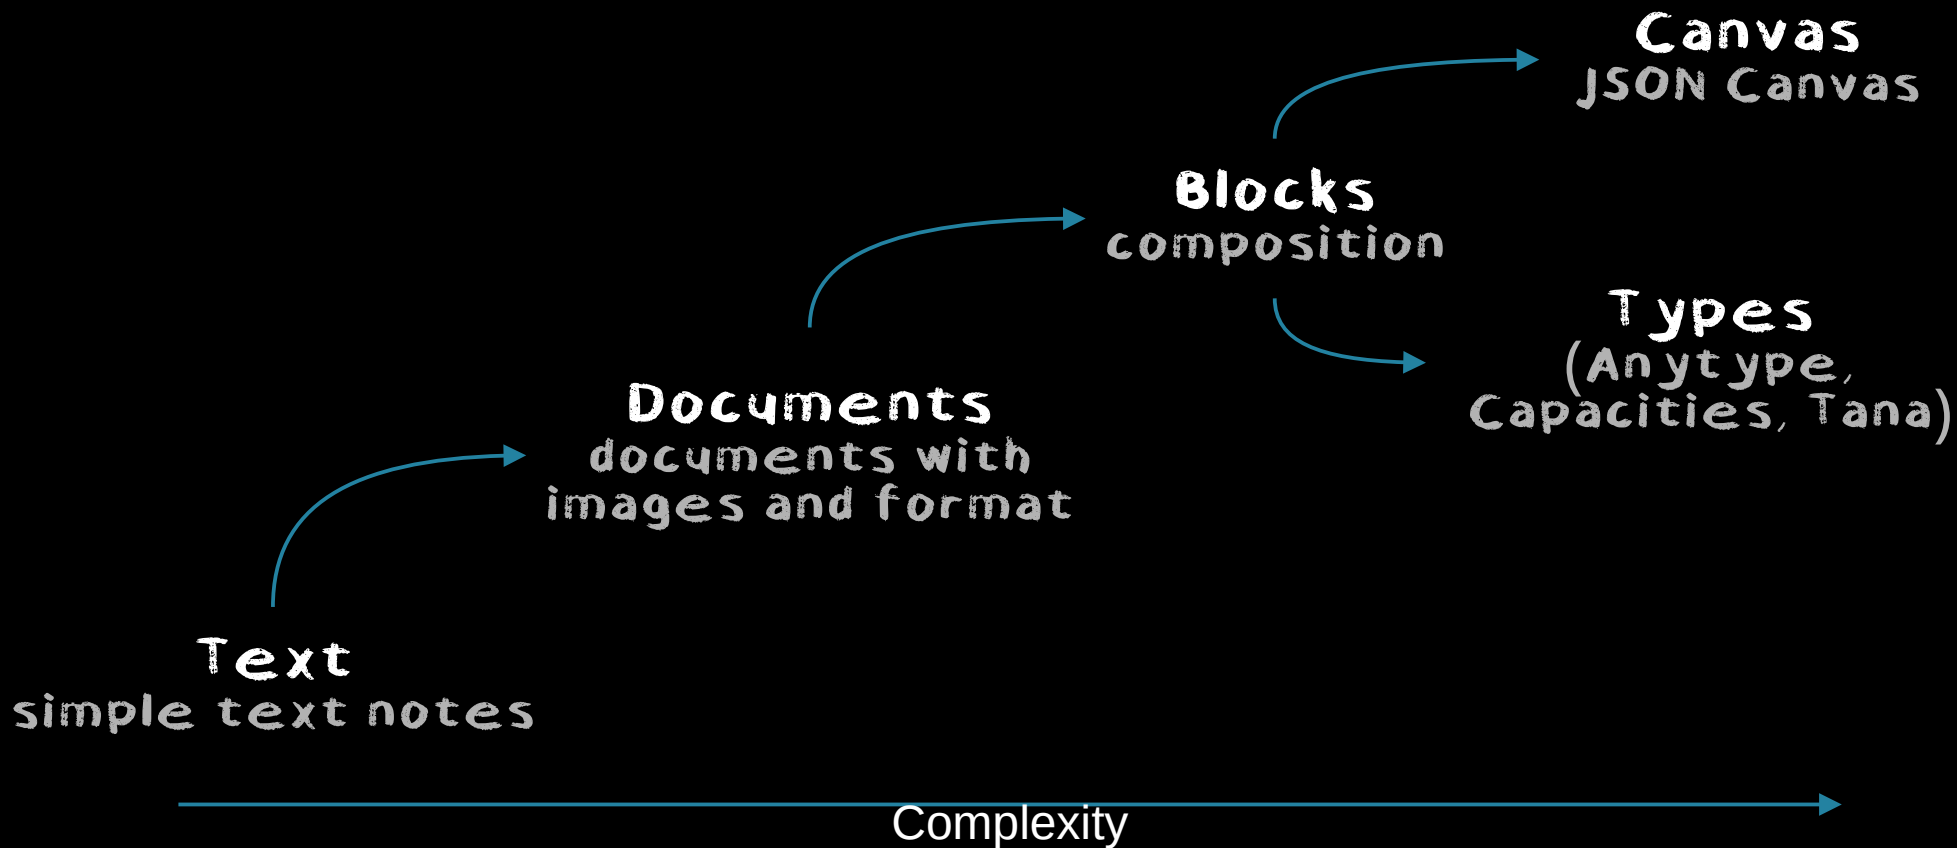 Canvas
JSON Canvas
Blocks
composition
Types
(Anytype,
Capacities, Tana)
Documents
documents with
images and format
Text
simple text notes
Complexity